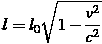 l = l₀√(1 − v²/c²)